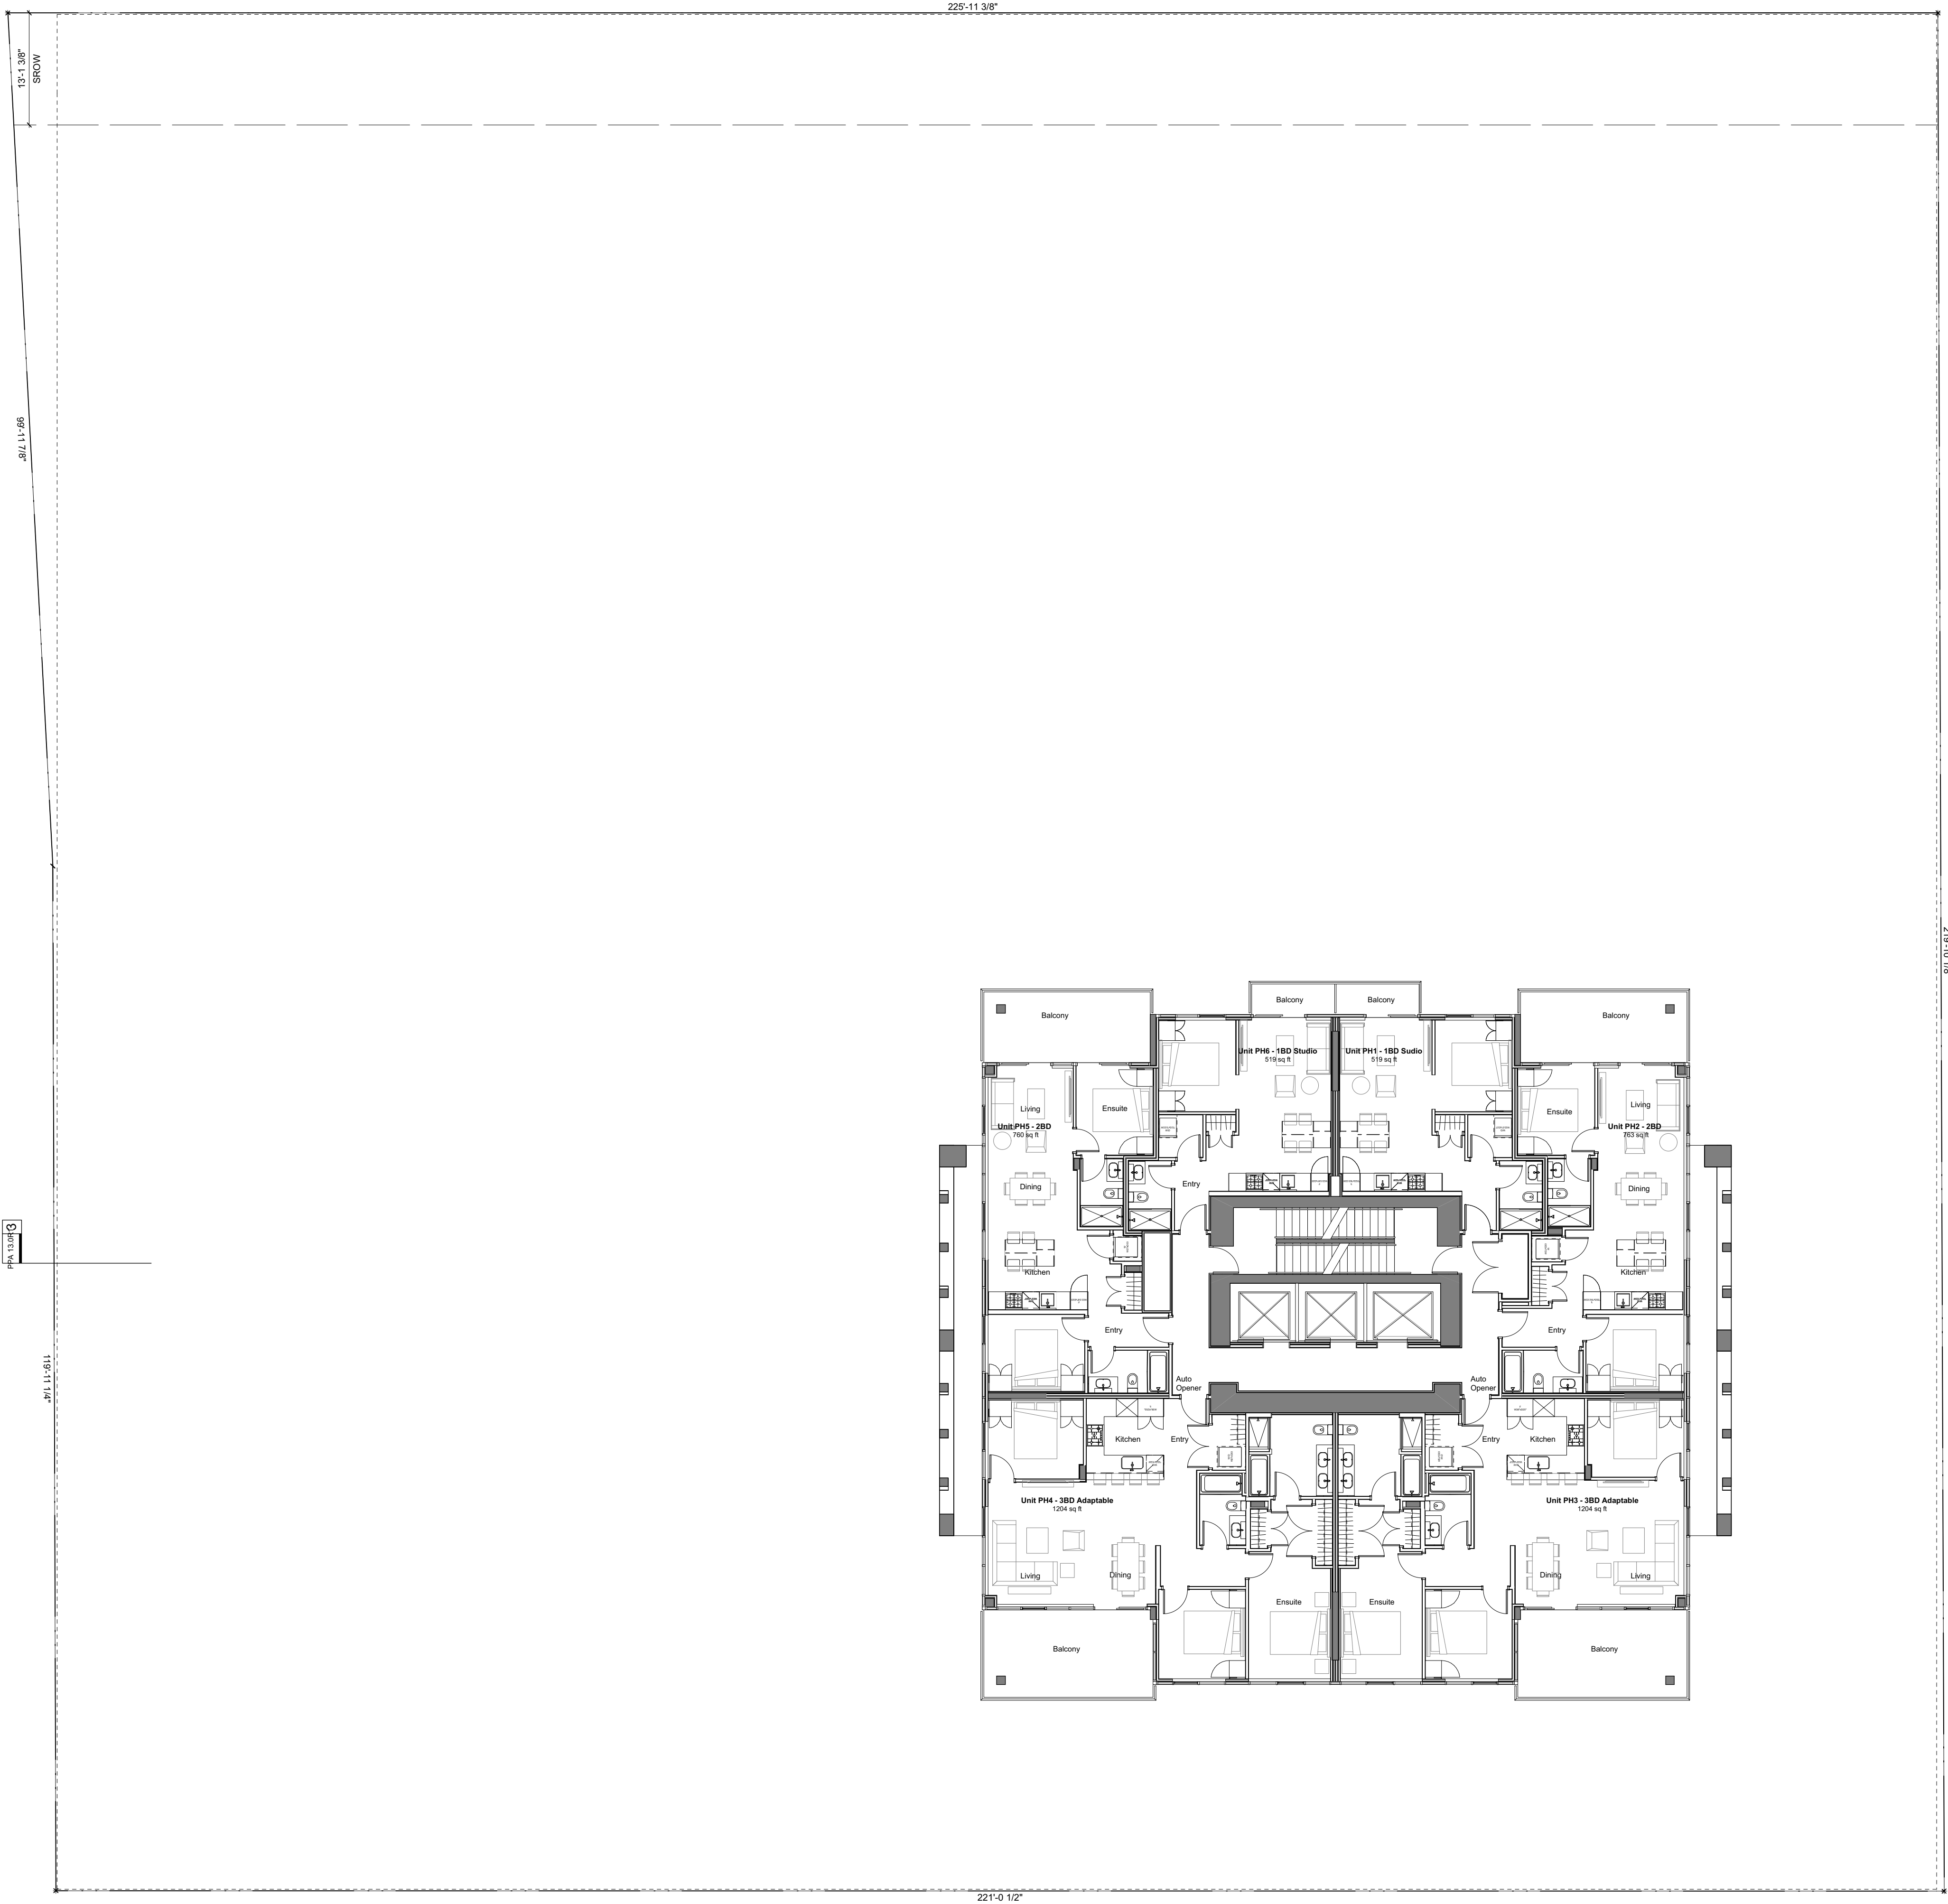 225'-11 3/8"
13'-1 3/8"
SROW
99'-11 7/8"
219'-10 1/8
Balcony
Balcony
Balcony
Balcony
Unit PH6 - 1BD Studio
519 sq ft
Unit PH1 - 1BD Sudio
519 sq ft
Living
Ensuite
Unit PH5 - 2BD
760 sq ft
Ensuite
Living
Unit PH2 - 2BD
763 sq ft
Dining
Entry
Dining
Kitchen
Kitchen
3
PPA 13.0R
Entry
Entry
119'-11 1/4"
Auto
Opener
Auto
Opener
Kitchen
Entry
Entry
Kitchen
Unit PH4 - 3BD Adaptable
1204 sq ft
Unit PH3 - 3BD Adaptable
1204 sq ft
Living
Dining
Dining
Living
Ensuite
Ensuite
Balcony
Balcony
221'-0 1/2"